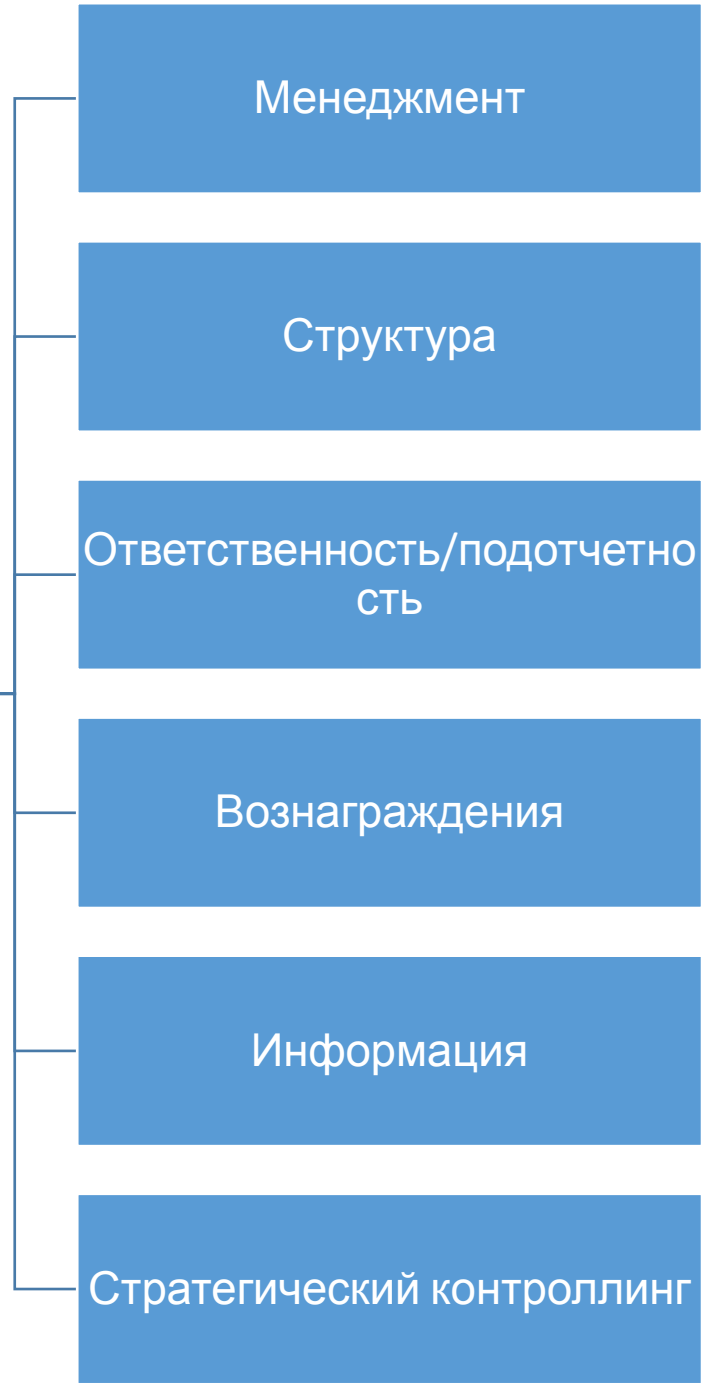 Менеджмент
Структура
Ответственность/подотчетно
сть
Вознаграждения
Информация
Стратегический контроллинг